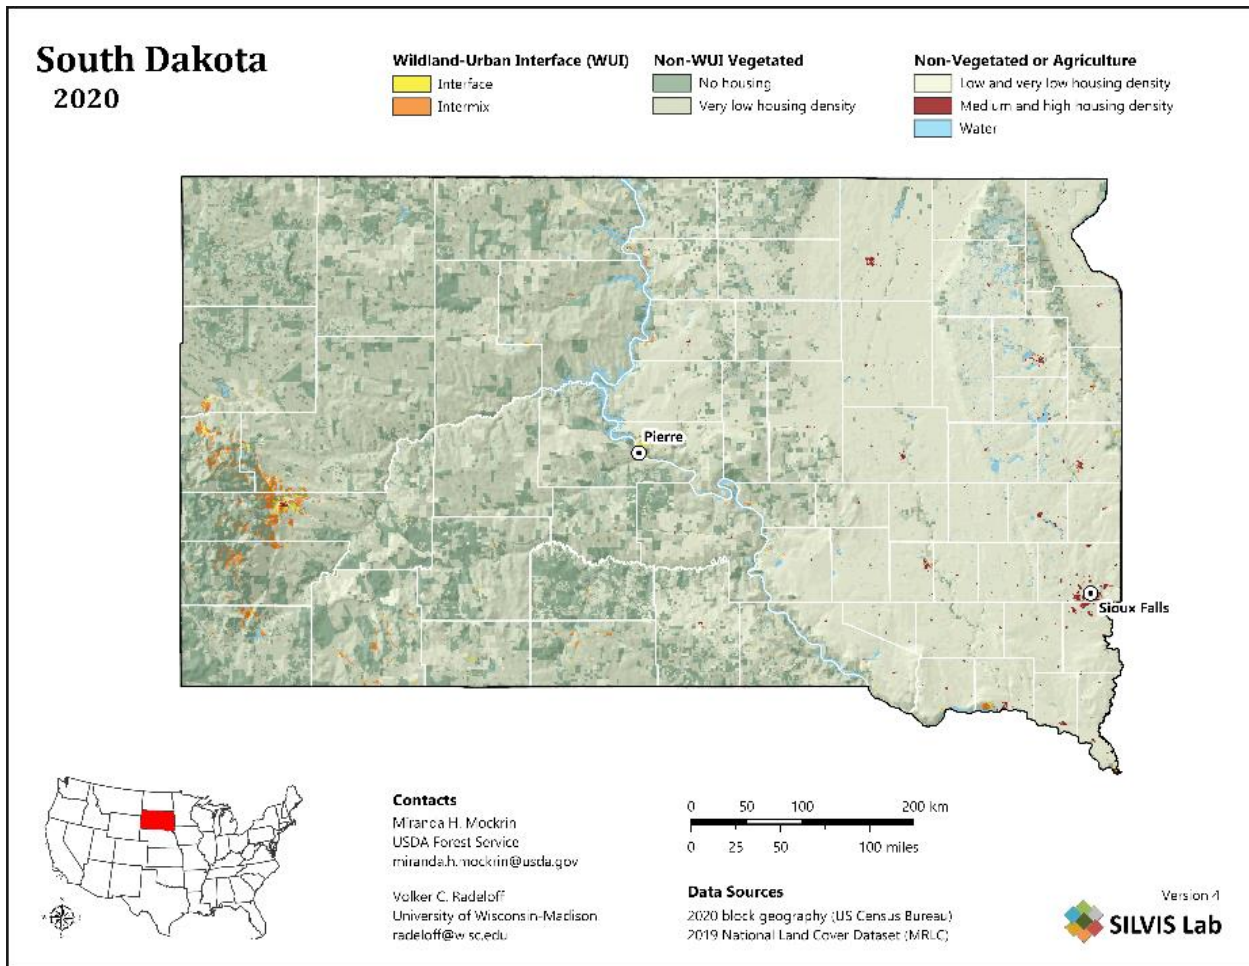 South Dakota
2020
Wildland-Urban Interface (WUI)
Interface
Intermix
Non-WUI Vegetated
No housing
Very low housing density
Non-Vegetated or Agriculture
Low and very low housing density
Medium and high housing density
Water
Pierre
Sioux Falls
Contacts
Miranda H. Mockrin
USDA Forest Service
miranda.h.mockrin@usda.gov
Volker C. Radeloff
University of Wisconsin-Madison
radeloff@wisc.edu
0 50 100 200 km
0 25 50 100 miles
Data Sources
2020 block geography (US Census Bureau)
2019 National Land Cover Dataset (MRLC)
Version 4
SILVIS Lab